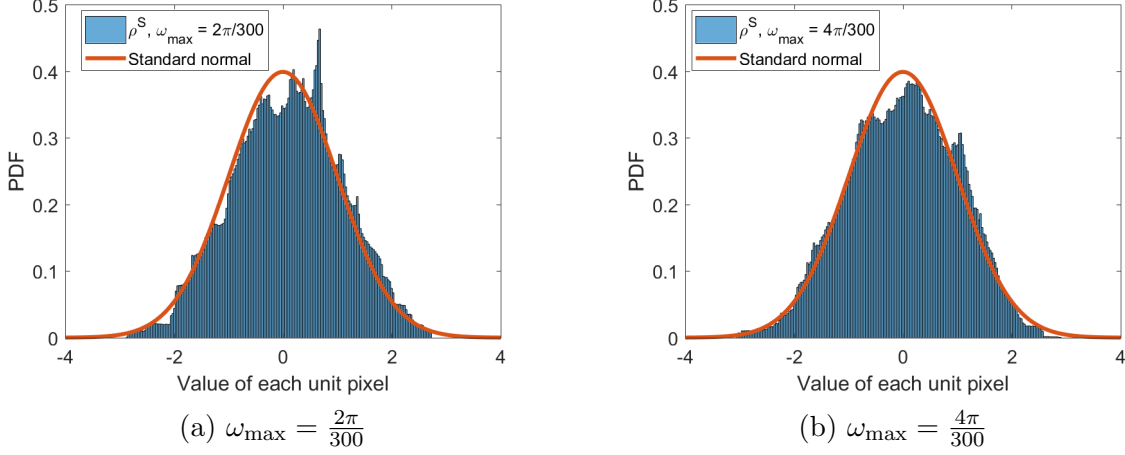 0.5
0.4
0.3
0.2
0.1
0
PDF
-4 -2 0 2 4
Value of each unit pixel
ρ^S, ω_max = 2π/300
Standard normal
(a) ω_max = 2π/300
0.5
0.4
0.3
0.2
0.1
0
PDF
-4 -2 0 2 4
Value of each unit pixel
ρ^S, ω_max = 4π/300
Standard normal
(b) ω_max = 4π/300